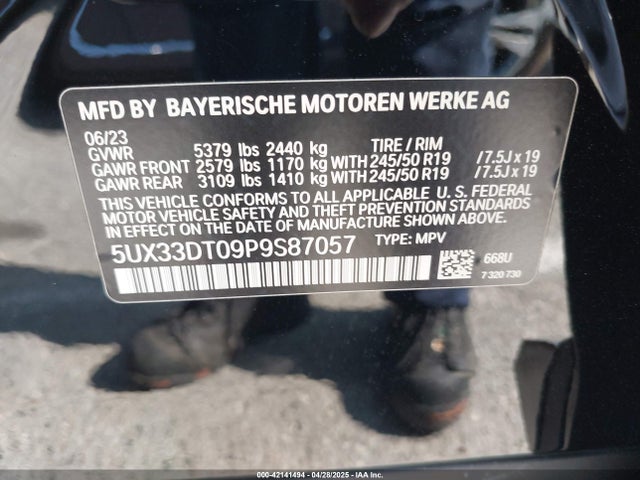 MFD BY BAYERISCHE MOTOREN WERKE AG
06/23 TIRE / RIM
GVWR 5379 lbs 2440 kg
GAWR FRONT 2579 lbs 1170 kg WITH 245/50 R19 / 7.5J x 19
GAWR REAR 3109 lbs 1410 kg WITH 245/50 R19 / 7.5J x 19
THIS VEHICLE CONFORMS TO ALL APPLICABLE U. S. FEDERAL
MOTOR VEHICLE SAFETY, BUMPER, AND THEFT PREVENTION STANDARDS
IN EFFECT ON THE DATE OF MANUFACTURE SHOWN ABOVE.
5UX33DT09P9S87057 TYPE: MPV
668U
7 320 730
000-42141494 04/28/2025 IAA Inc.